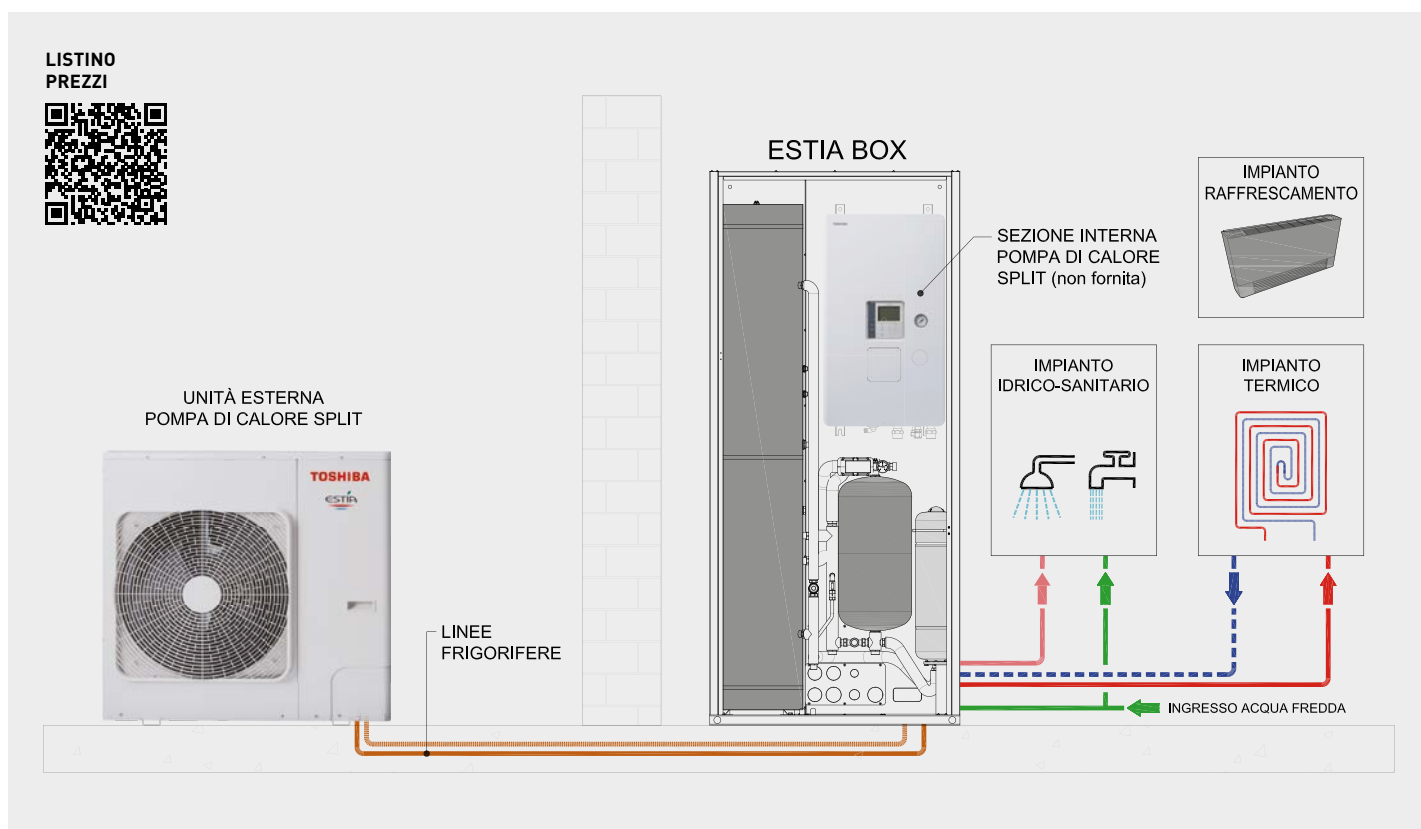 LISTINO
PREZZI
ESTIA BOX
IMPIANTO
RAFFRESCAMENTO
SEZIONE INTERNA
POMPA DI CALORE
SPLIT (non fornita)
IMPIANTO
IDRICO-SANITARIO
IMPIANTO
TERMICO
UNITÀ ESTERNA
POMPA DI CALORE SPLIT
TOSHIBA
ESTÍA
LINEE
FRIGORIFERE
INGRESSO ACQUA FREDDA